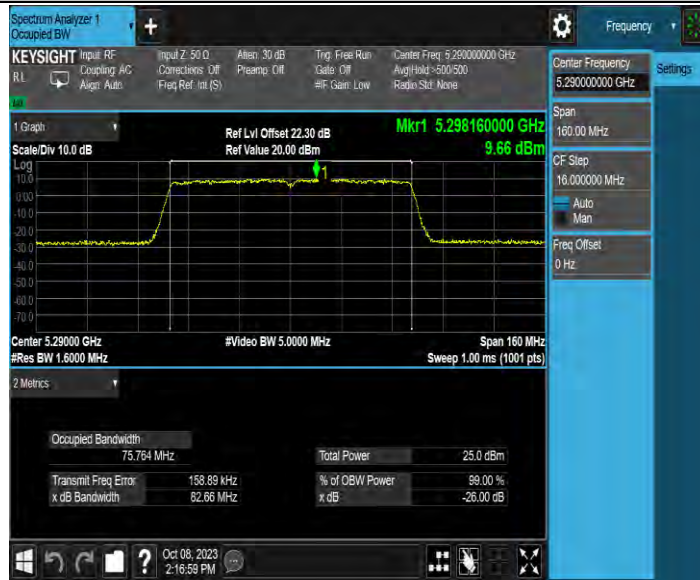 Spectrum Analyzer 1
Occupied BW
+
Frequency
KEYSIGHT Input: RF
Coupling: AC
Align: Auto
RL
Input Z: 50 Ω
Corrections: Off
Freq Ref: Int (S)
Atten: 30 dB
Preamp: Off
Trig: Free Run
Gate: Off
#IF Gain: Low
Center Freq: 5.290000000 GHz
Avg|Hold:>500/500
Radio Std: None
Center Frequency
5.290000000 GHz
Settings
Span
160.00 MHz
CF Step
16.000000 MHz
Auto
Man
Freq Offset
0 Hz
1 Graph
Scale/Div 10.0 dB
Ref Lvl Offset 22.30 dB
Ref Value 20.00 dBm
Mkr1 5.298160000 GHz
9.66 dBm
Log
10.0
0.00
-10.0
-20.0
-30.0
-40.0
-50.0
-60.0
-70.0
1
Center 5.29000 GHz
#Res BW 1.6000 MHz
#Video BW 5.0000 MHz
Span 160 MHz
Sweep 1.00 ms (1001 pts)
2 Metrics
Occupied Bandwidth
75.764 MHz
Total Power 25.0 dBm
Transmit Freq Error 158.89 kHz
% of OBW Power 99.00 %
x dB Bandwidth 82.66 MHz
x dB -26.00 dB
?
Oct 08, 2023
2:16:59 PM